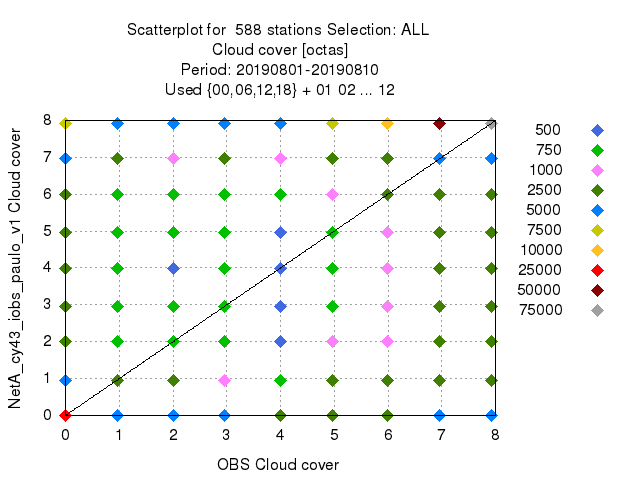 Scatterplot for 588 stations Selection: ALL
Cloud cover [octas]
Period: 20190801-20190810
Used {00,06,12,18} + 01 02 ... 12
NetA_cy43_iobs_paulo_v1 Cloud cover
8
7
6
5
4
3
2
1
0
0 1 2 3 4 5 6 7 8
OBS Cloud cover
500
750
1000
2500
5000
7500
10000
25000
50000
75000